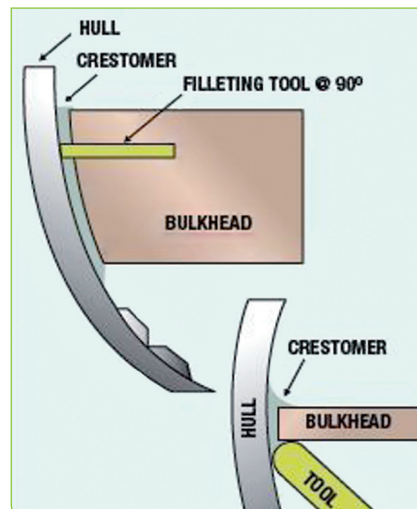 HULL
CRESTOMER
FILLETING TOOL @ 90º
BULKHEAD
CRESTOMER
HULL
BULKHEAD
TOOL